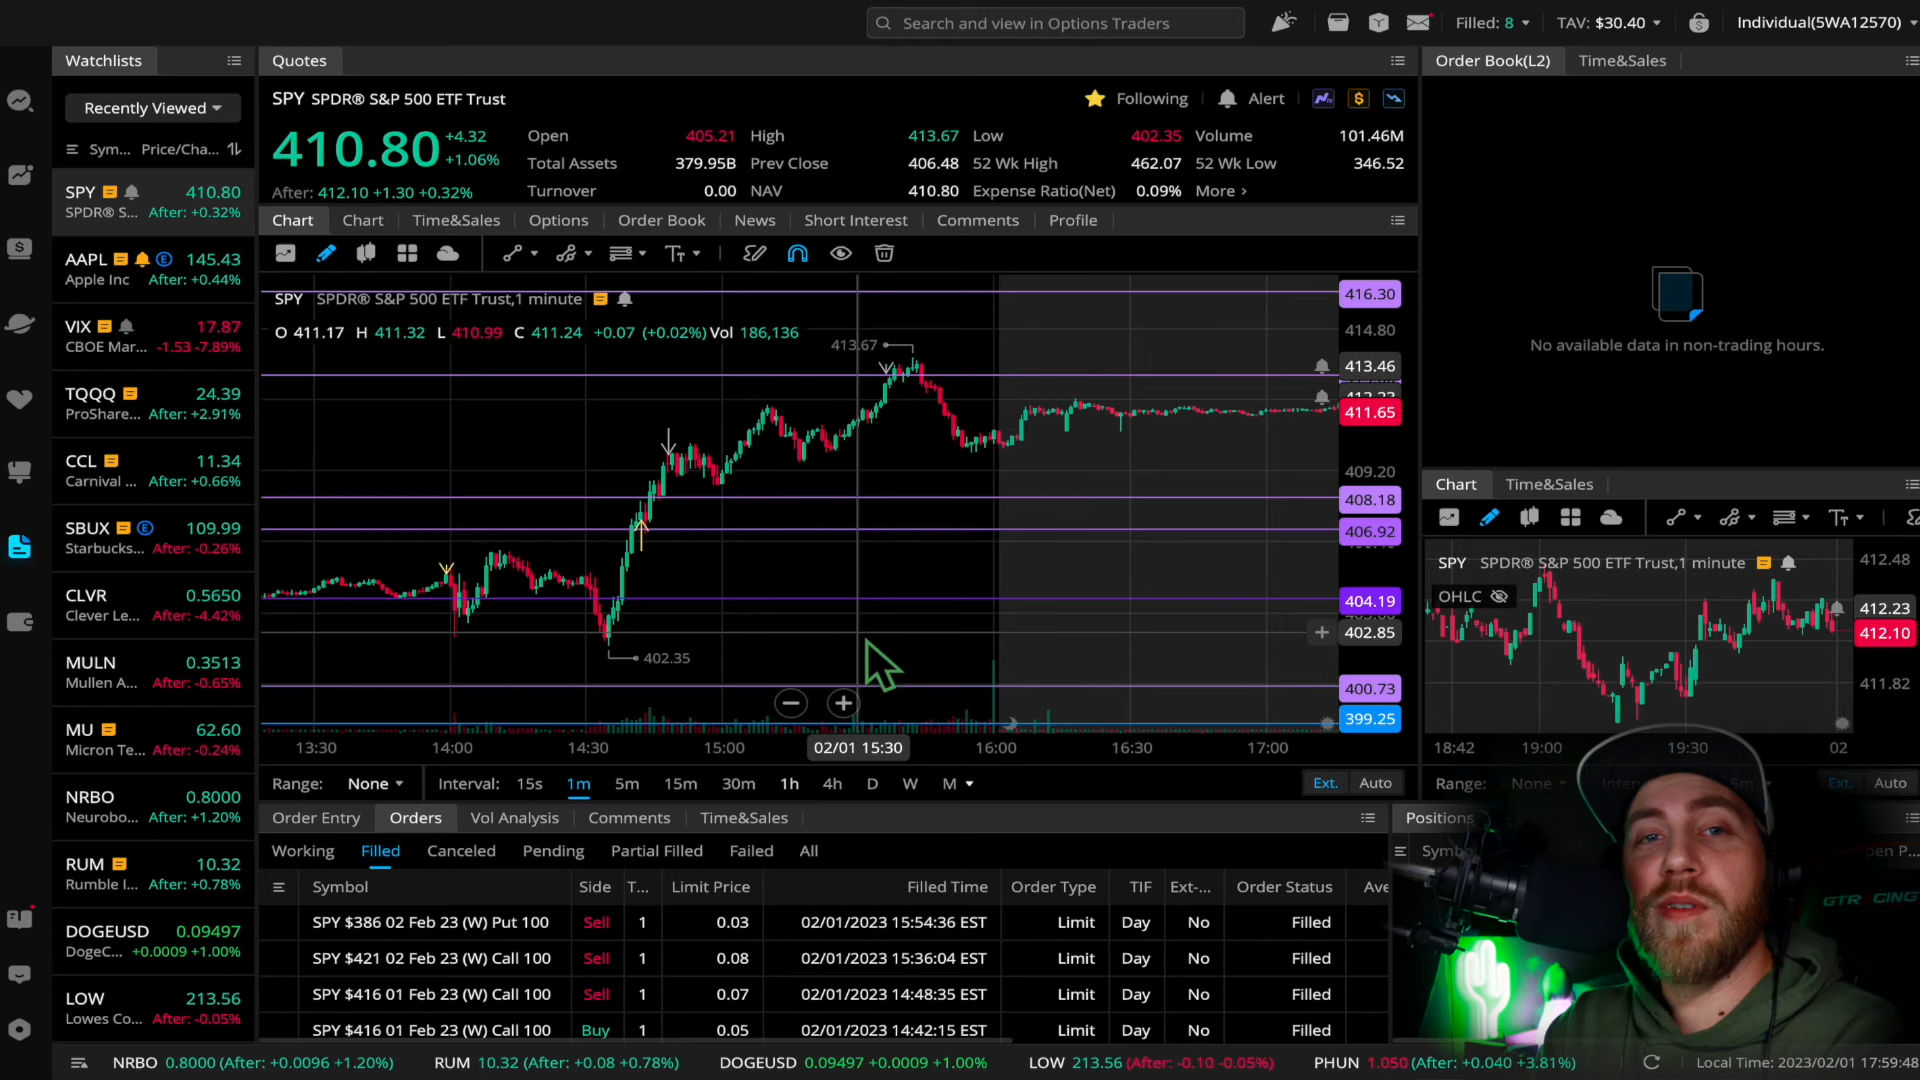 Search and view in Options Traders
Filled: 8
TAV: $30.40
Individual(5WA12570)
Watchlists
Quotes
Order Book(L2)
Time&Sales
Recently Viewed
Sym... Price/Cha...
SPY 410.80
SPDR® S... After: +0.32%
AAPL 145.43
Apple Inc After: +0.44%
VIX 17.87
CBOE Mar... -1.53 -7.89%
TQQQ 24.39
ProShare... After: +2.91%
CCL 11.34
Carnival ... After: +0.66%
SBUX 109.99
Starbucks... After: -0.26%
CLVR 0.5650
Clever Le... After: -4.42%
MULN 0.3513
Mullen A... After: -0.65%
MU 62.60
Micron Te... After: -0.24%
NRBO 0.8000
Neurobo... After: +1.20%
RUM 10.32
Rumble I... After: +0.78%
DOGEUSD 0.09497
DogeC... +0.0009 +1.00%
LOW 213.56
Lowes Co... After: -0.05%
SPY SPDR® S&P 500 ETF Trust
Following
Alert
410.80 +4.32
+1.06%
After: 412.10 +1.30 +0.32%
Open 405.21 High 413.67 Low 402.35 Volume 101.46M
Total Assets 379.95B Prev Close 406.48 52 Wk High 462.07 52 Wk Low 346.52
Turnover 0.00 NAV 410.80 Expense Ratio(Net) 0.09% More ›
Chart Chart Time&Sales Options Order Book News Short Interest Comments Profile
SPY SPDR® S&P 500 ETF Trust,1 minute
O 411.17 H 411.32 L 410.99 C 411.24 +0.07 (+0.02%) Vol 186,136
413.67
402.35
416.30
414.80
413.46
412.23
411.65
409.20
408.18
406.92
404.19
402.85
400.73
399.25
13:30 14:00 14:30 15:00 02/01 15:30 16:00 16:30 17:00
Range: None Interval: 15s 1m 5m 15m 30m 1h 4h D W M Ext. Auto
No available data in non-trading hours.
Chart Time&Sales
SPY SPDR® S&P 500 ETF Trust,1 minute
OHLC
412.48
412.23
412.10
411.82
18:42 19:00 19:30 02
Range: None Ext. Auto
Order Entry Orders Vol Analysis Comments Time&Sales
Positions
Working Filled Canceled Pending Partial Filled Failed All
Symbol Side T... Limit Price Filled Time Order Type TIF Ext-... Order Status Ave
SPY $386 02 Feb 23 (W) Put 100 Sell 1 0.03 02/01/2023 15:54:36 EST Limit Day No Filled
SPY $421 02 Feb 23 (W) Call 100 Sell 1 0.08 02/01/2023 15:36:04 EST Limit Day No Filled
SPY $416 01 Feb 23 (W) Call 100 Sell 1 0.07 02/01/2023 14:48:35 EST Limit Day No Filled
SPY $416 01 Feb 23 (W) Call 100 Buy 1 0.05 02/01/2023 14:42:15 EST Limit Day No Filled
NRBO 0.8000 (After: +0.0096 +1.20%) RUM 10.32 (After: +0.08 +0.78%) DOGEUSD 0.09497 +0.0009 +1.00% LOW 213.56 (After: -0.10 -0.05%) PHUN 1.050 (After: +0.040 +3.81%)
Local Time: 2023/02/01 17:59:48